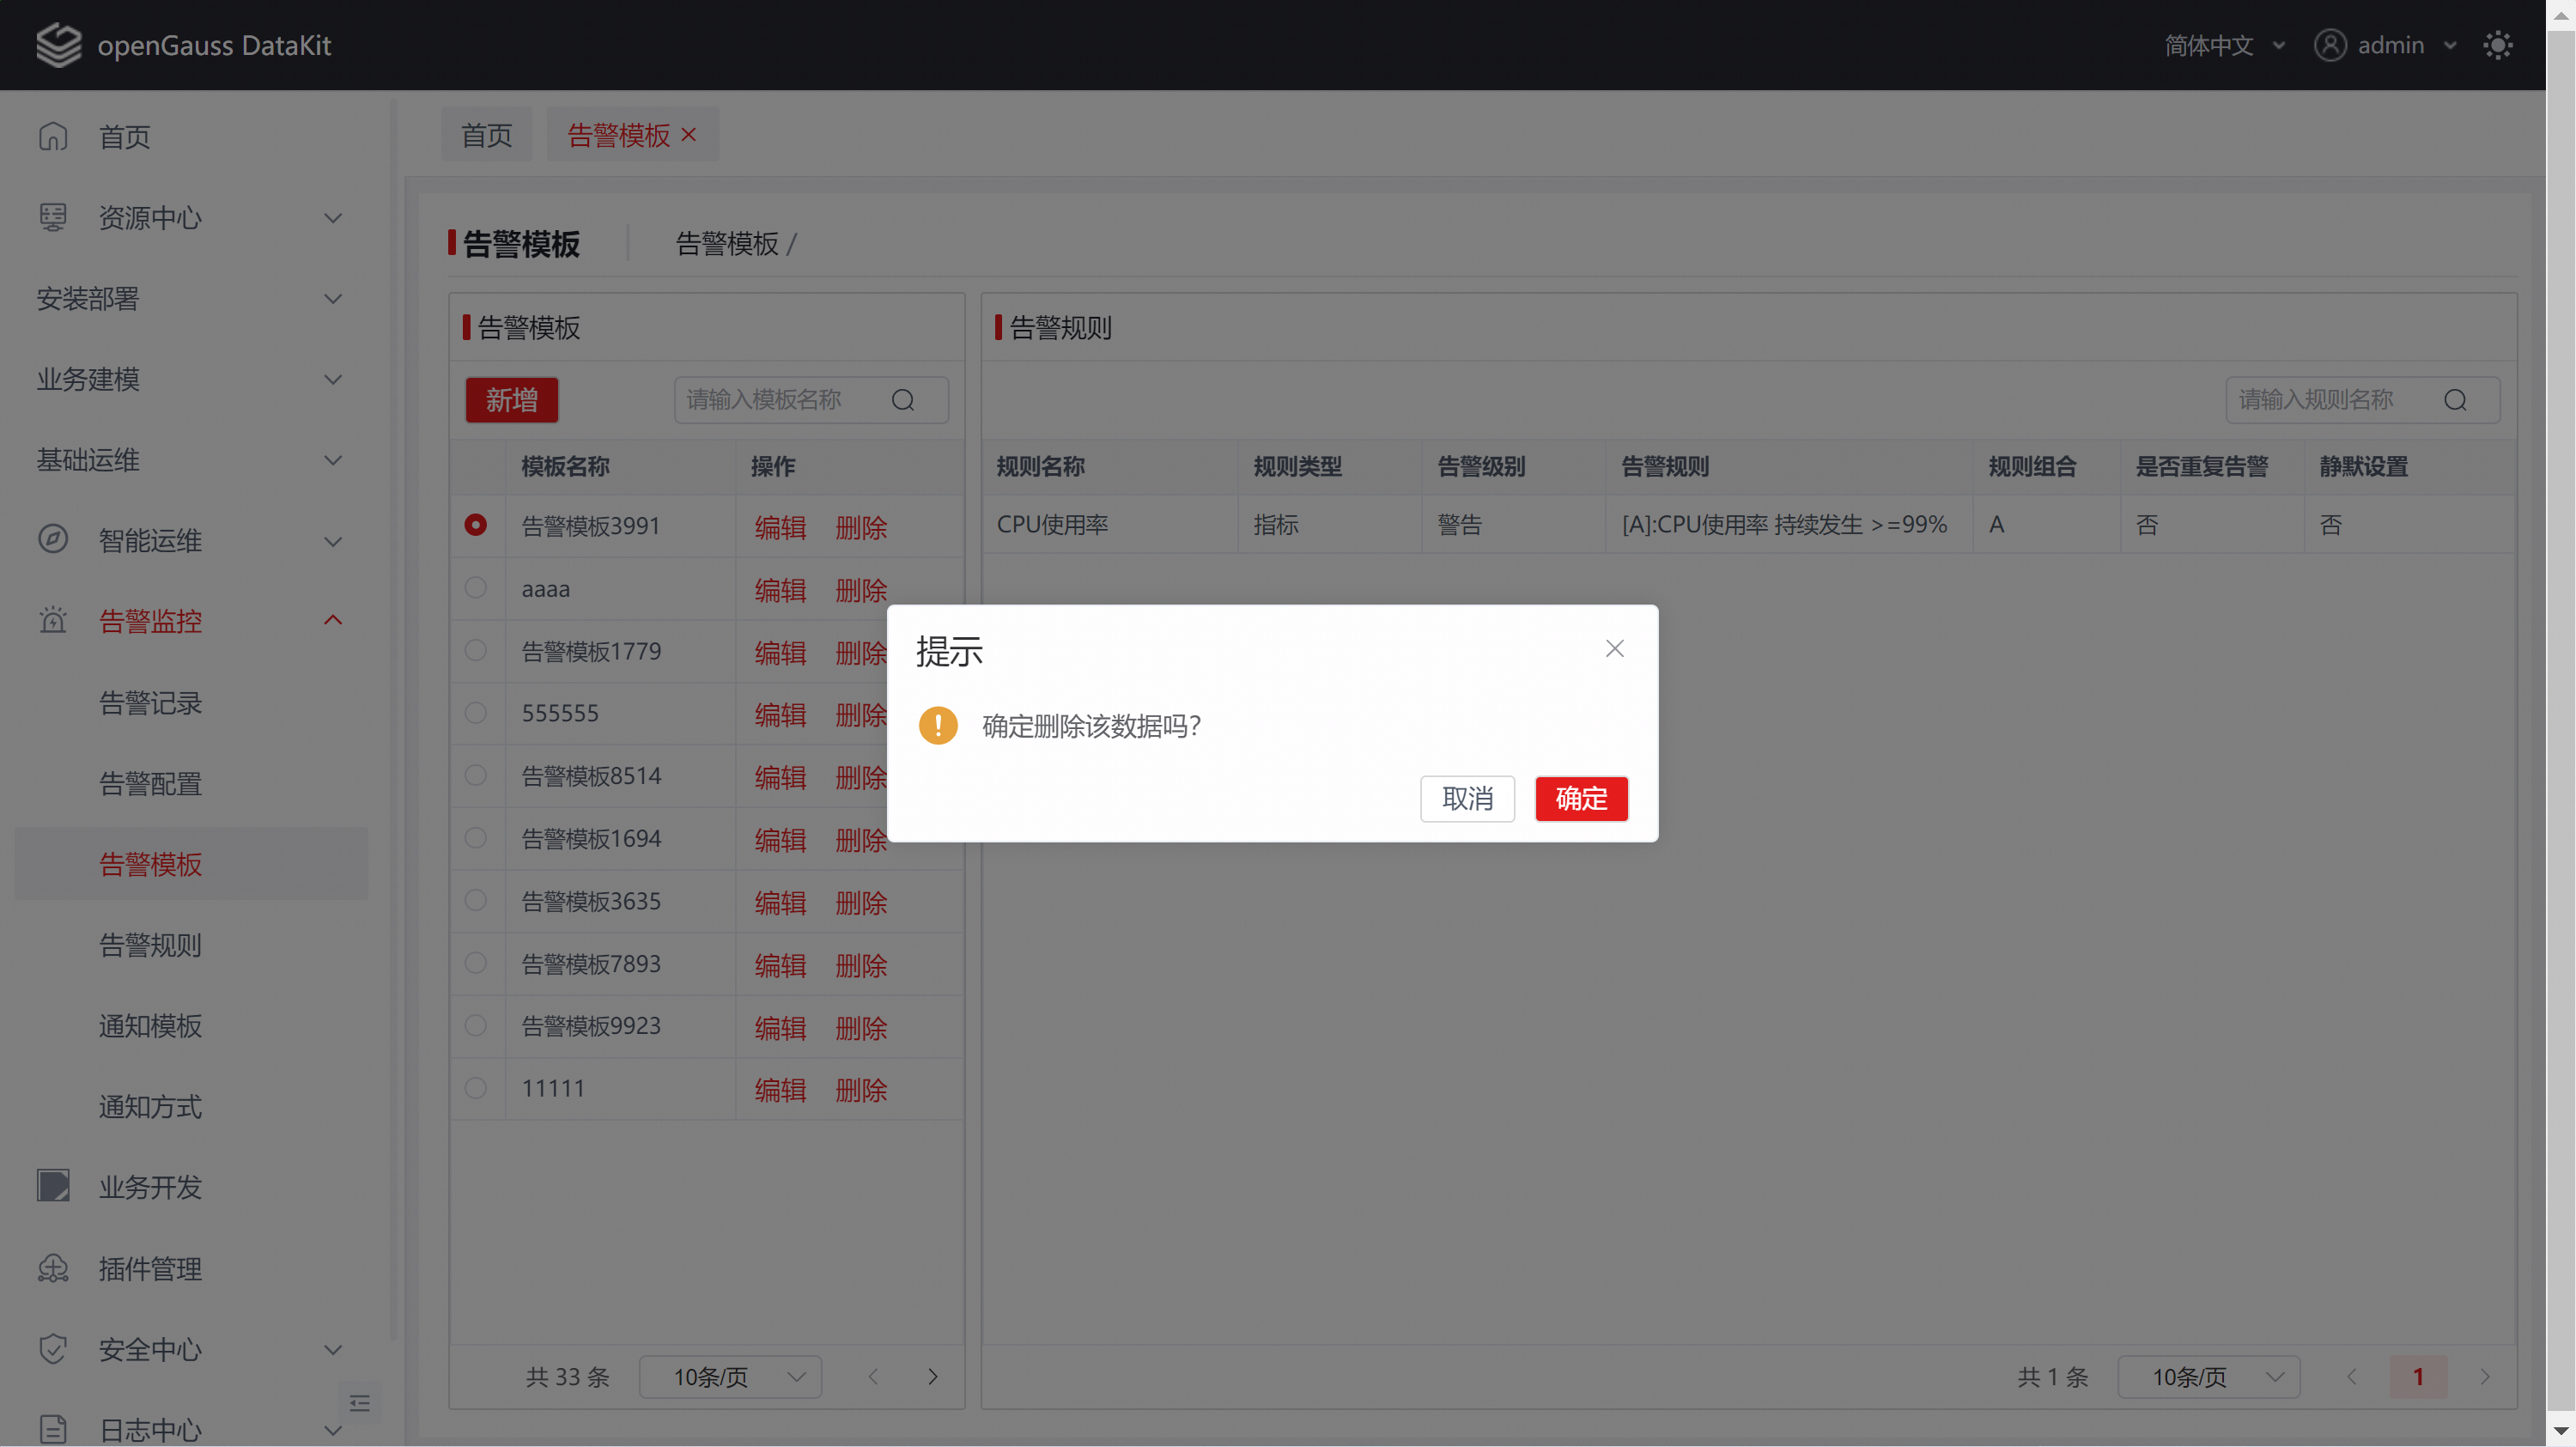 openGauss DataKit
简体中文
admin
首页
资源中心
安装部署
业务建模
基础运维
智能运维
告警监控
告警记录
告警配置
告警模板
告警规则
通知模板
通知方式
业务开发
插件管理
安全中心
日志中心
首页
告警模板
告警模板
告警模板 /
告警模板
新增
请输入模板名称
模板名称 操作
告警模板3991 编辑 删除
aaaa 编辑 删除
告警模板1779 编辑 删除
555555 编辑 删除
告警模板8514 编辑 删除
告警模板1694 编辑 删除
告警模板3635 编辑 删除
告警模板7893 编辑 删除
告警模板9923 编辑 删除
11111 编辑 删除
共 33 条 10条/页
告警规则
请输入规则名称
规则名称 规则类型 告警级别 告警规则 规则组合 是否重复告警 静默设置
CPU使用率 指标 警告 [A]:CPU使用率 持续发生 >=99% A 否 否
共 1 条 10条/页 1
提示
确定删除该数据吗?
取消 确定